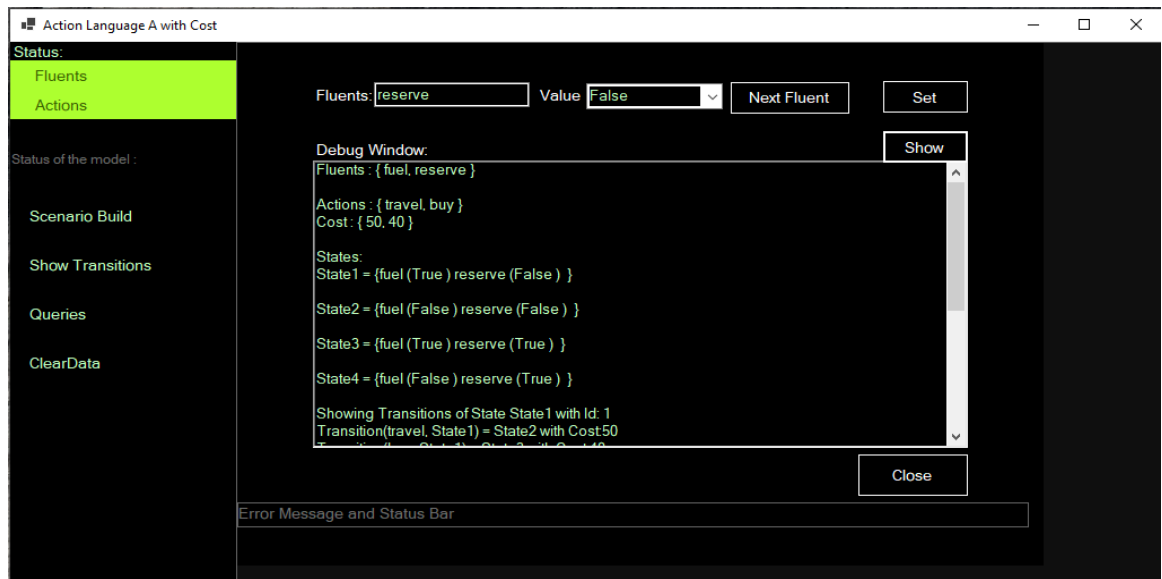 Action Language A with Cost
Status:
Fluents
Actions
Status of the model :
Scenario Build
Show Transitions
Queries
ClearData
Fluents: reserve Value False Next Fluent Set
Debug Window: Show
Fluents : { fuel, reserve }
Actions : { travel, buy }
Cost : { 50, 40 }
States:
State1 = {fuel (True ) reserve (False ) }
State2 = {fuel (False ) reserve (False ) }
State3 = {fuel (True ) reserve (True ) }
State4 = {fuel (False ) reserve (True ) }
Showing Transitions of State State1 with Id: 1
Transition(travel, State1) = State2 with Cost:50
Close
Error Message and Status Bar